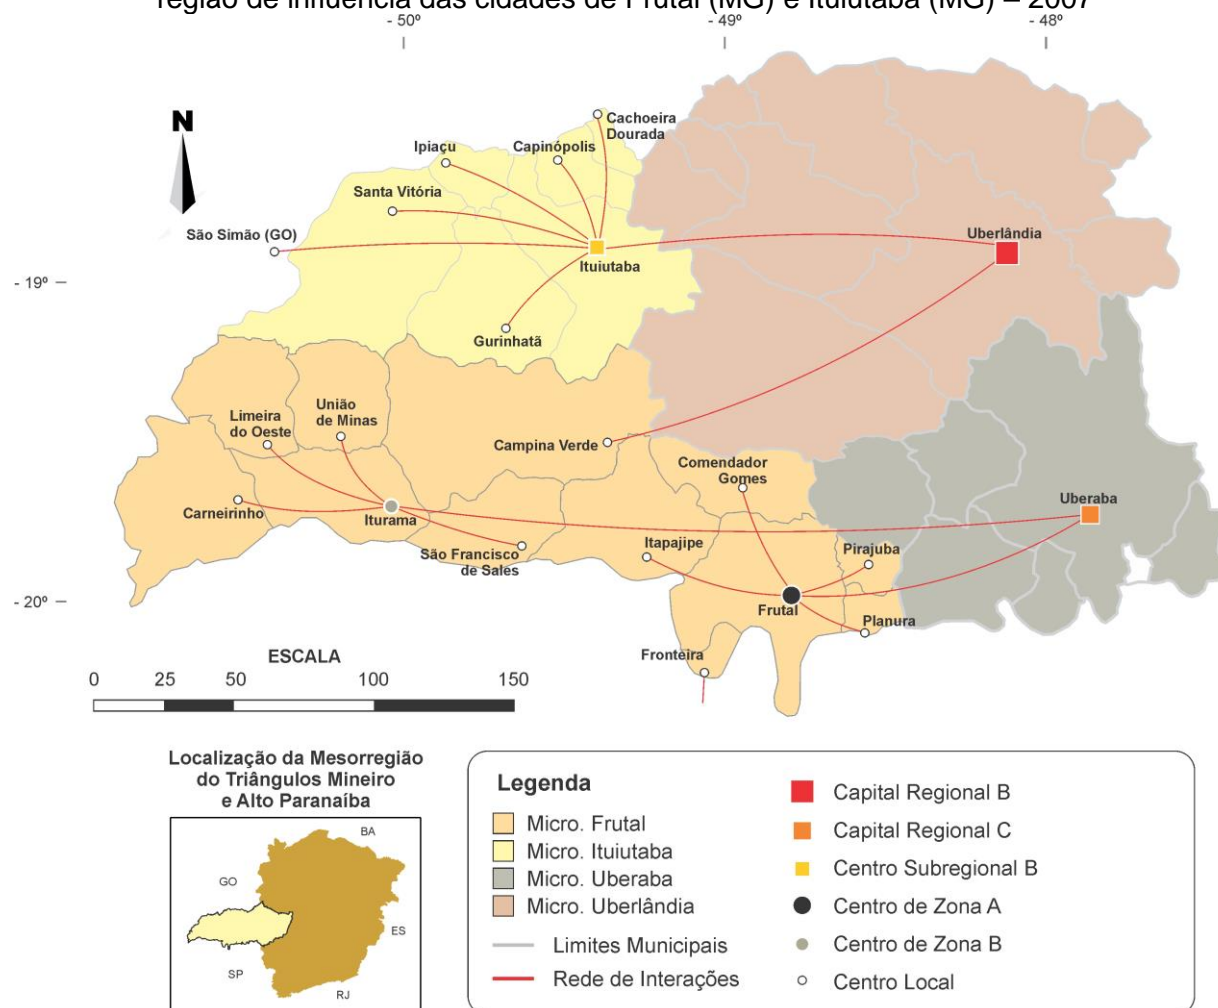 região de influência das cidades de Frutal (MG) e Ituiutaba (MG) – 2007
- 50º
- 49º
- 48º
N
Cachoeira
Dourada
Ipiaçu
Capinópolis
Santa Vitória
São Simão (GO)
Uberlândia
Ituiutaba
- 19º
Gurinhatã
União
de Minas
Limeira
do Oeste
Campina Verde
Comendador
Gomes
Carneirinho
Iturama
Uberaba
São Francisco
de Sales
Itapajipe
Pirajuba
- 20º
Frutal
Planura
Fronteira
ESCALA
0 25 50 100 150
Localização da Mesorregião
do Triângulos Mineiro
e Alto Paranaíba
BA
GO
ES
SP
RJ
Legenda
Micro. Frutal
Micro. Ituiutaba
Micro. Uberaba
Micro. Uberlândia
Limites Municipais
Rede de Interações
Capital Regional B
Capital Regional C
Centro Subregional B
Centro de Zona A
Centro de Zona B
Centro Local